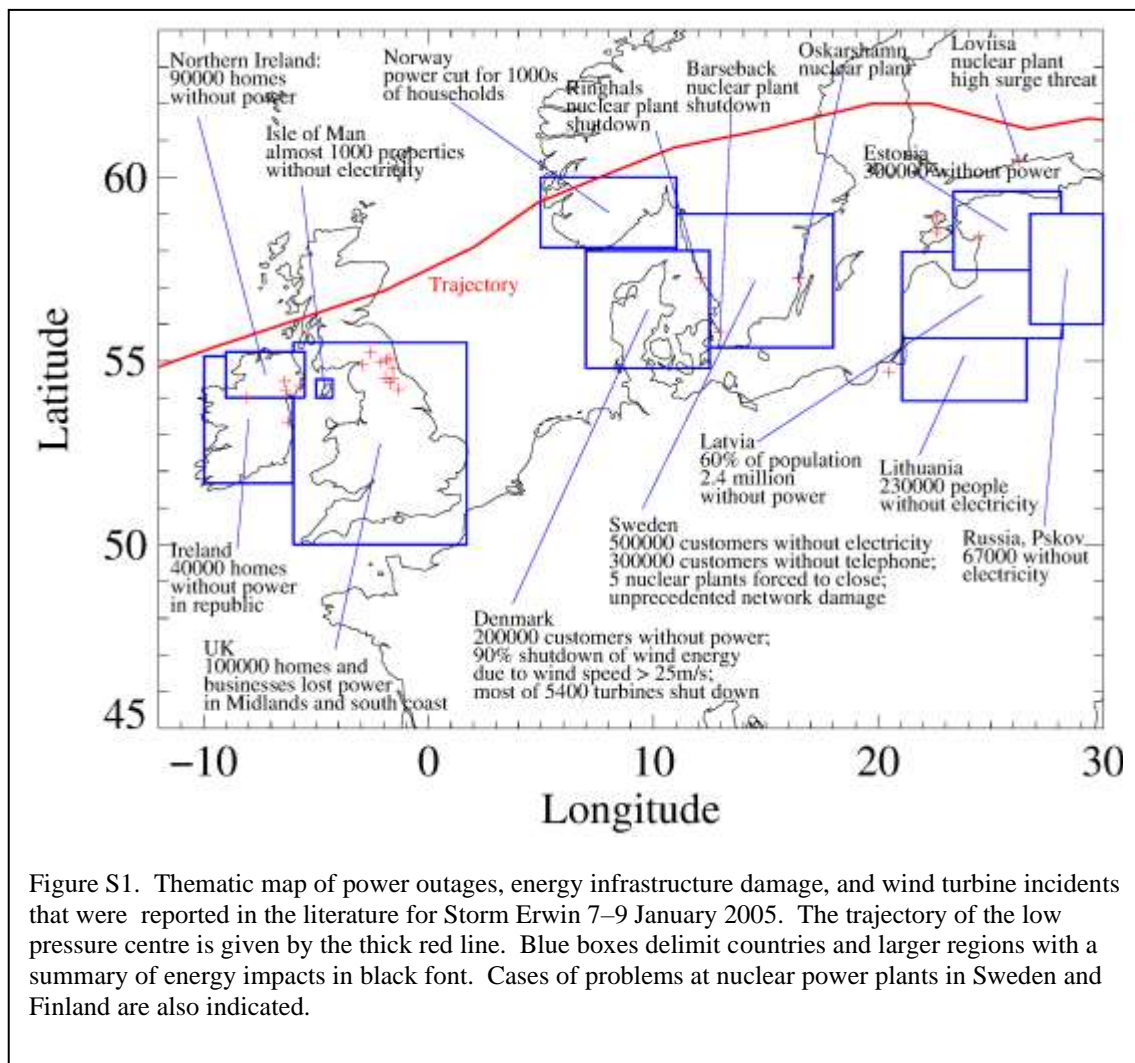 Northern Ireland:
90000 homes
without power
Isle of Man
almost 1000 properties
without electricity
Norway
power cut for 1000s
of households
Ringhals
nuclear plant
shutdown
Barseback
nuclear plant
shutdown
Oskarshamn
nuclear plant
Loviisa
nuclear plant
high surge threat
Estonia
300000 without power
Trajectory
Latvia
60% of population
2.4 million
without power
Lithuania
230000 people
without electricity
Russia, Pskov
67000 without
electricity
Sweden
500000 customers without electricity
300000 customers without telephone;
5 nuclear plants forced to close;
unprecedented network damage
Ireland
40000 homes
without power
in republic
UK
100000 homes and
businesses lost power
in Midlands and south coast
Denmark
200000 customers without power;
90% shutdown of wind energy
due to wind speed > 25m/s;
most of 5400 turbines shut down
Latitude
60
55
50
45
−10 0 10 20 30
Longitude
Figure S1. Thematic map of power outages, energy infrastructure damage, and wind turbine incidents
that were reported in the literature for Storm Erwin 7–9 January 2005. The trajectory of the low
pressure centre is given by the thick red line. Blue boxes delimit countries and larger regions with a
summary of energy impacts in black font. Cases of problems at nuclear power plants in Sweden and
Finland are also indicated.